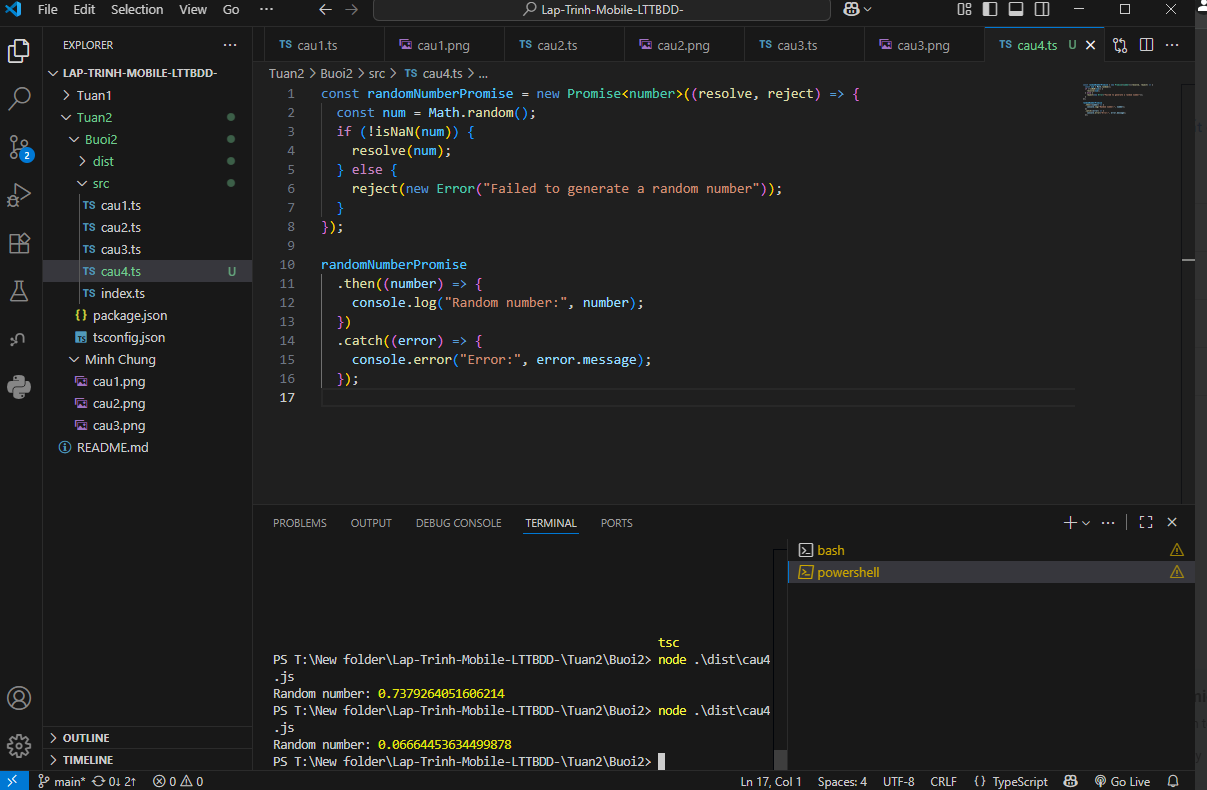 File Edit Selection View Go ··· Lap-Trinh-Mobile-LTTBDD-
EXPLORER ···
LAP-TRINH-MOBILE-LTTBDD-
Tuan1
Tuan2
Buoi2
dist
src
TS cau1.ts
TS cau2.ts
TS cau3.ts
TS cau4.ts U
TS index.ts
{} package.json
TS tsconfig.json
Minh Chung
cau1.png
cau2.png
cau3.png
README.md
OUTLINE
TIMELINE
2
TS cau1.ts cau1.png TS cau2.ts cau2.png TS cau3.ts cau3.png TS cau4.ts U ···
Tuan2 > Buoi2 > src > TS cau4.ts > ...
1 const randomNumberPromise = new Promise<number>((resolve, reject) => {
2 const num = Math.random();
3 if (!isNaN(num)) {
4 resolve(num);
5 } else {
6 reject(new Error("Failed to generate a random number"));
7 }
8 });
9
10 randomNumberPromise
11 .then((number) => {
12 console.log("Random number:", number);
13 })
14 .catch((error) => {
15 console.error("Error:", error.message);
16 });
17
PROBLEMS OUTPUT DEBUG CONSOLE TERMINAL PORTS ···
tsc
PS T:\New folder\Lap-Trinh-Mobile-LTTBDD-\Tuan2\Buoi2> node .\dist\cau4
.js
Random number: 0.7379264051606214
PS T:\New folder\Lap-Trinh-Mobile-LTTBDD-\Tuan2\Buoi2> node .\dist\cau4
.js
Random number: 0.06664453634499878
PS T:\New folder\Lap-Trinh-Mobile-LTTBDD-\Tuan2\Buoi2>
bash
powershell
main* 0↓ 2↑ 0 0 Ln 17, Col 1 Spaces: 4 UTF-8 CRLF {} TypeScript Go Live